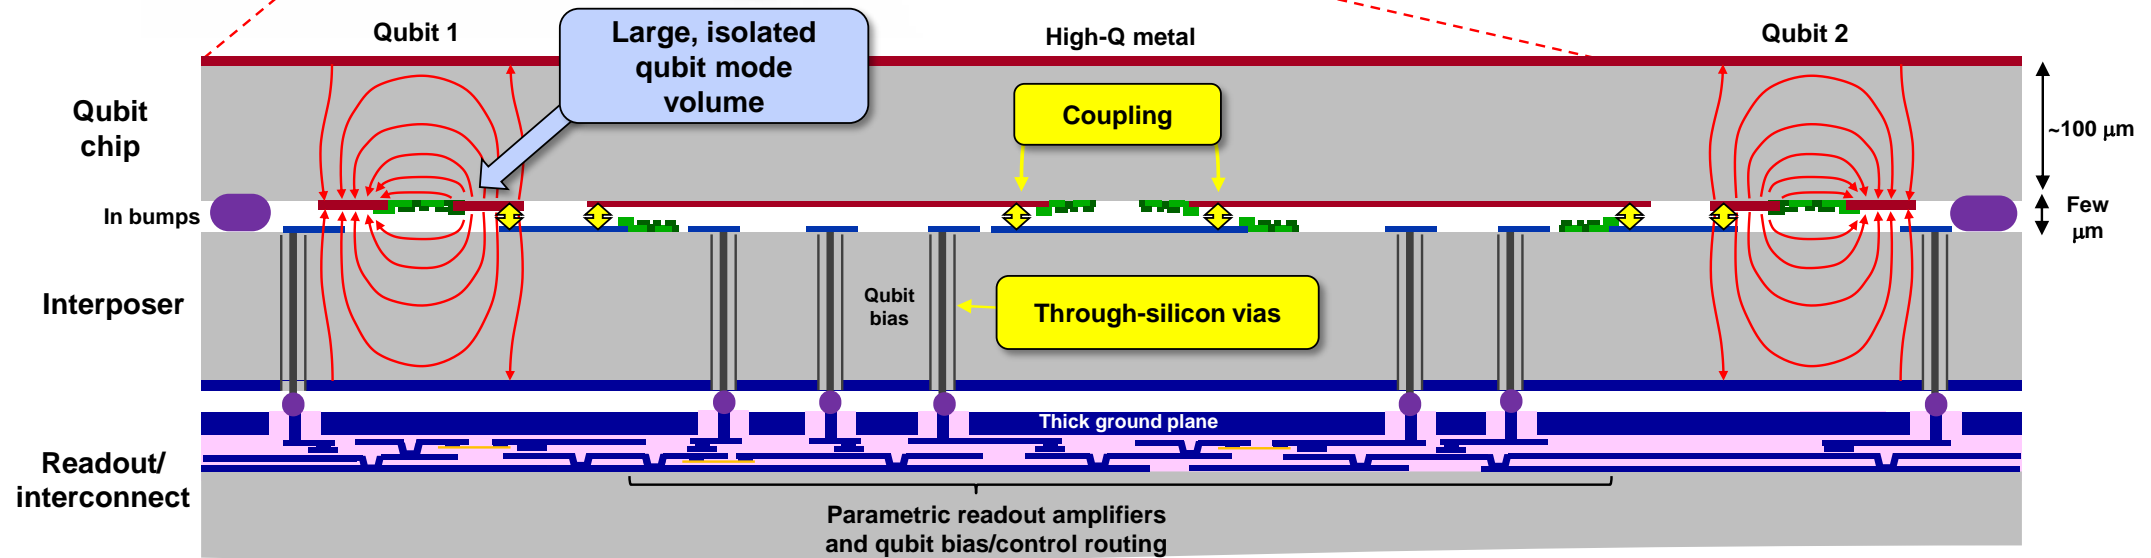 Qubit 1
Large, isolated
qubit mode
volume
High-Q metal
Qubit 2
Qubit
chip
Coupling
~100 μm
In bumps
Few
μm
Interposer
Qubit
bias
Through-silicon vias
Thick ground plane
Readout/
interconnect
Parametric readout amplifiers
and qubit bias/control routing